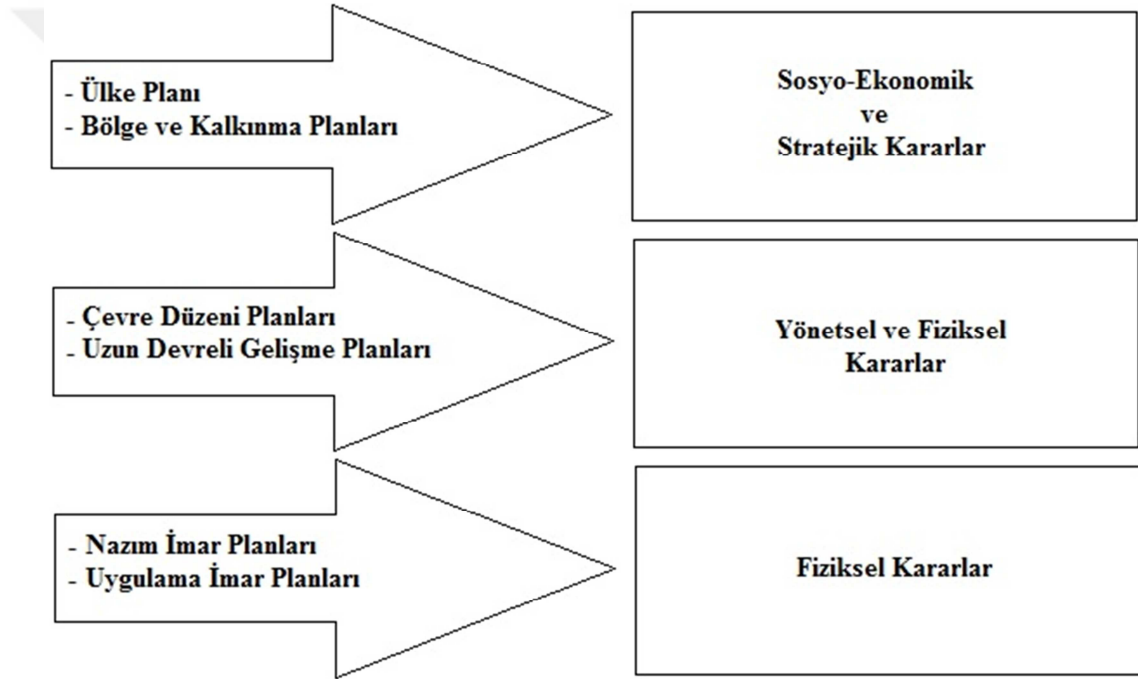 - Ülke Planı
- Bölge ve Kalkınma Planları
Sosyo-Ekonomik
ve
Stratejik Kararlar
- Çevre Düzeni Planları
- Uzun Devreli Gelişme Planları
Yönetsel ve Fiziksel
Kararlar
- Nazım İmar Planları
- Uygulama İmar Planları
Fiziksel Kararlar